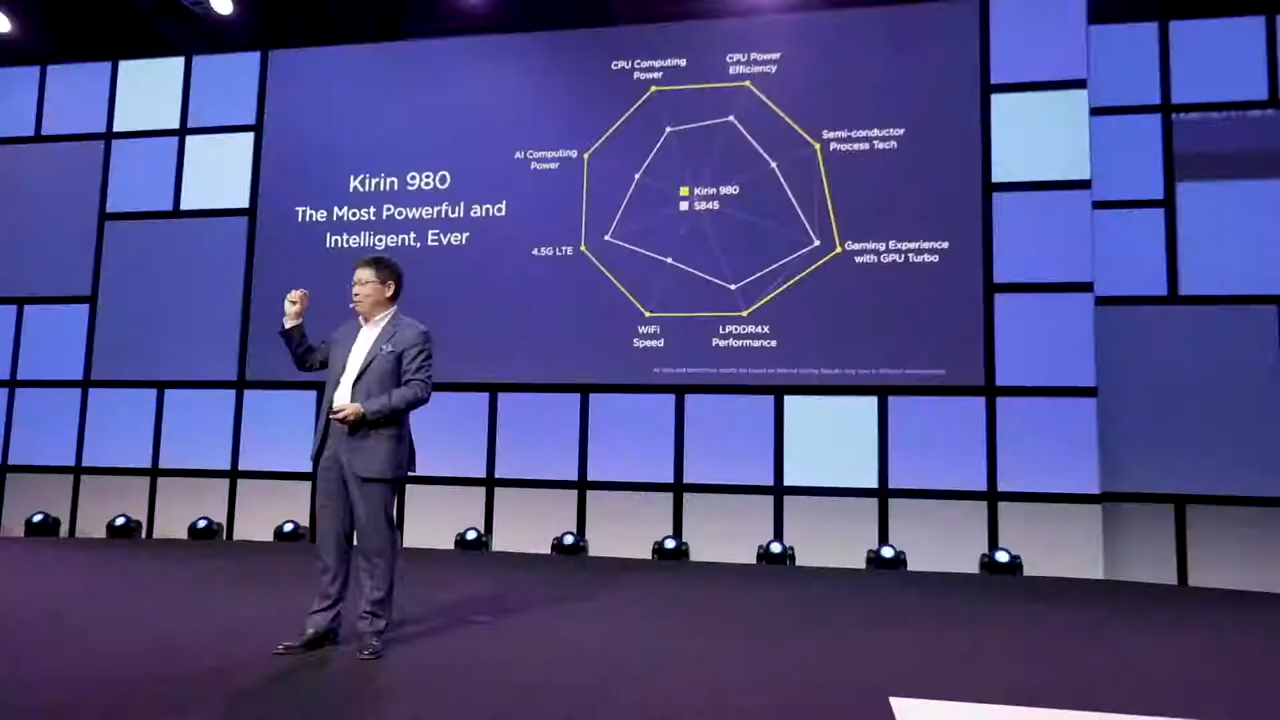 Kirin 980
The Most Powerful and
Intelligent, Ever
CPU Computing
Power
CPU Power
Efficiency
Semi-conductor
Process Tech
AI Computing
Power
Kirin 980
S845
Gaming Experience
with GPU Turbo
4.5G LTE
WiFi
Speed
LPDDR4X
Performance